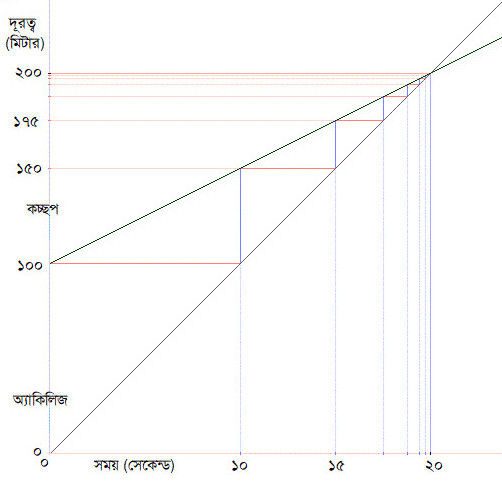 দূরত্ব
(মিটার)
২০০
১৭৫
১৫০
কচ্ছপ
১০০
অ্যাকিলিজ
০
০ সময় (সেকেন্ড) ১০ ১৫ ২০